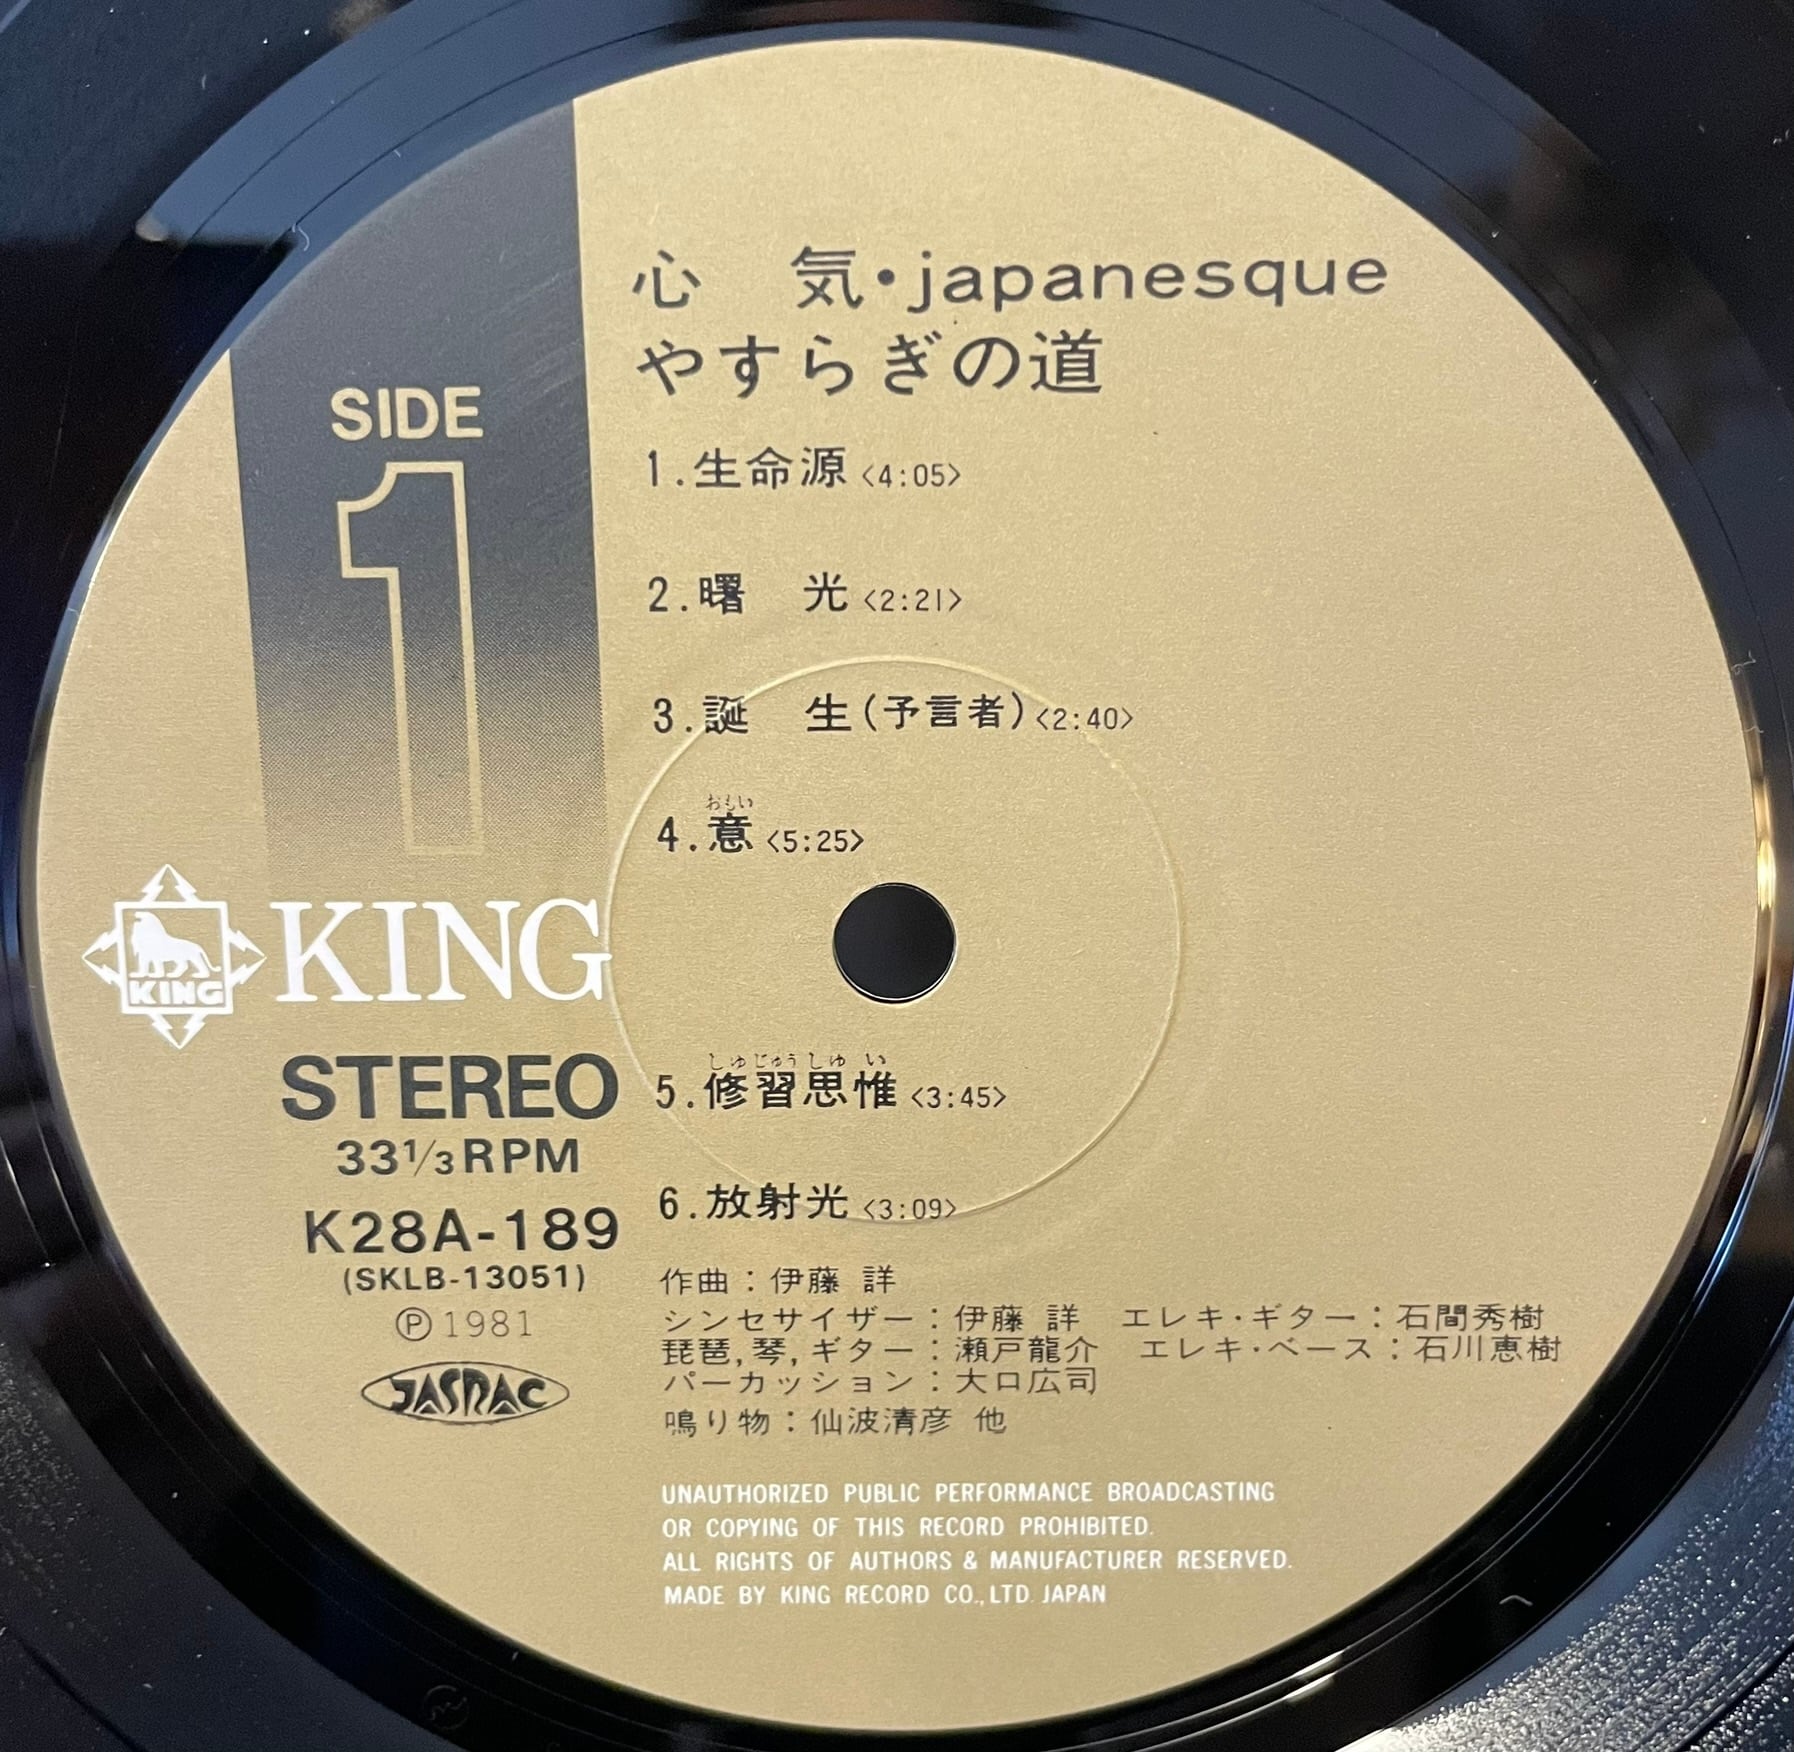 心　気・japanesque
やすらぎの道
SIDE
1
1.生命源<4:05>
2.曙　光<2:21>
3.誕　生(予言者)<2:40>
おもい
4.意<5:25>
KING
KING
STEREO
33⅓RPM
K28A-189
(SKLB-13051)
Ⓟ1981
JASRAC
しゅじゅうしゅい
5.修習思惟<3:45>
6.放射光<3:09>
作曲：伊藤 詳
シンセサイザー：伊藤 詳　エレキ・ギター：石間秀樹
琵琶,琴,ギター：瀬戸龍介　エレキ・ベース：石川恵樹
パーカッション：大口広司
鳴り物：仙波清彦 他
UNAUTHORIZED PUBLIC PERFORMANCE BROADCASTING
OR COPYING OF THIS RECORD PROHIBITED.
ALL RIGHTS OF AUTHORS & MANUFACTURER RESERVED.
MADE BY KING RECORD CO.,LTD. JAPAN